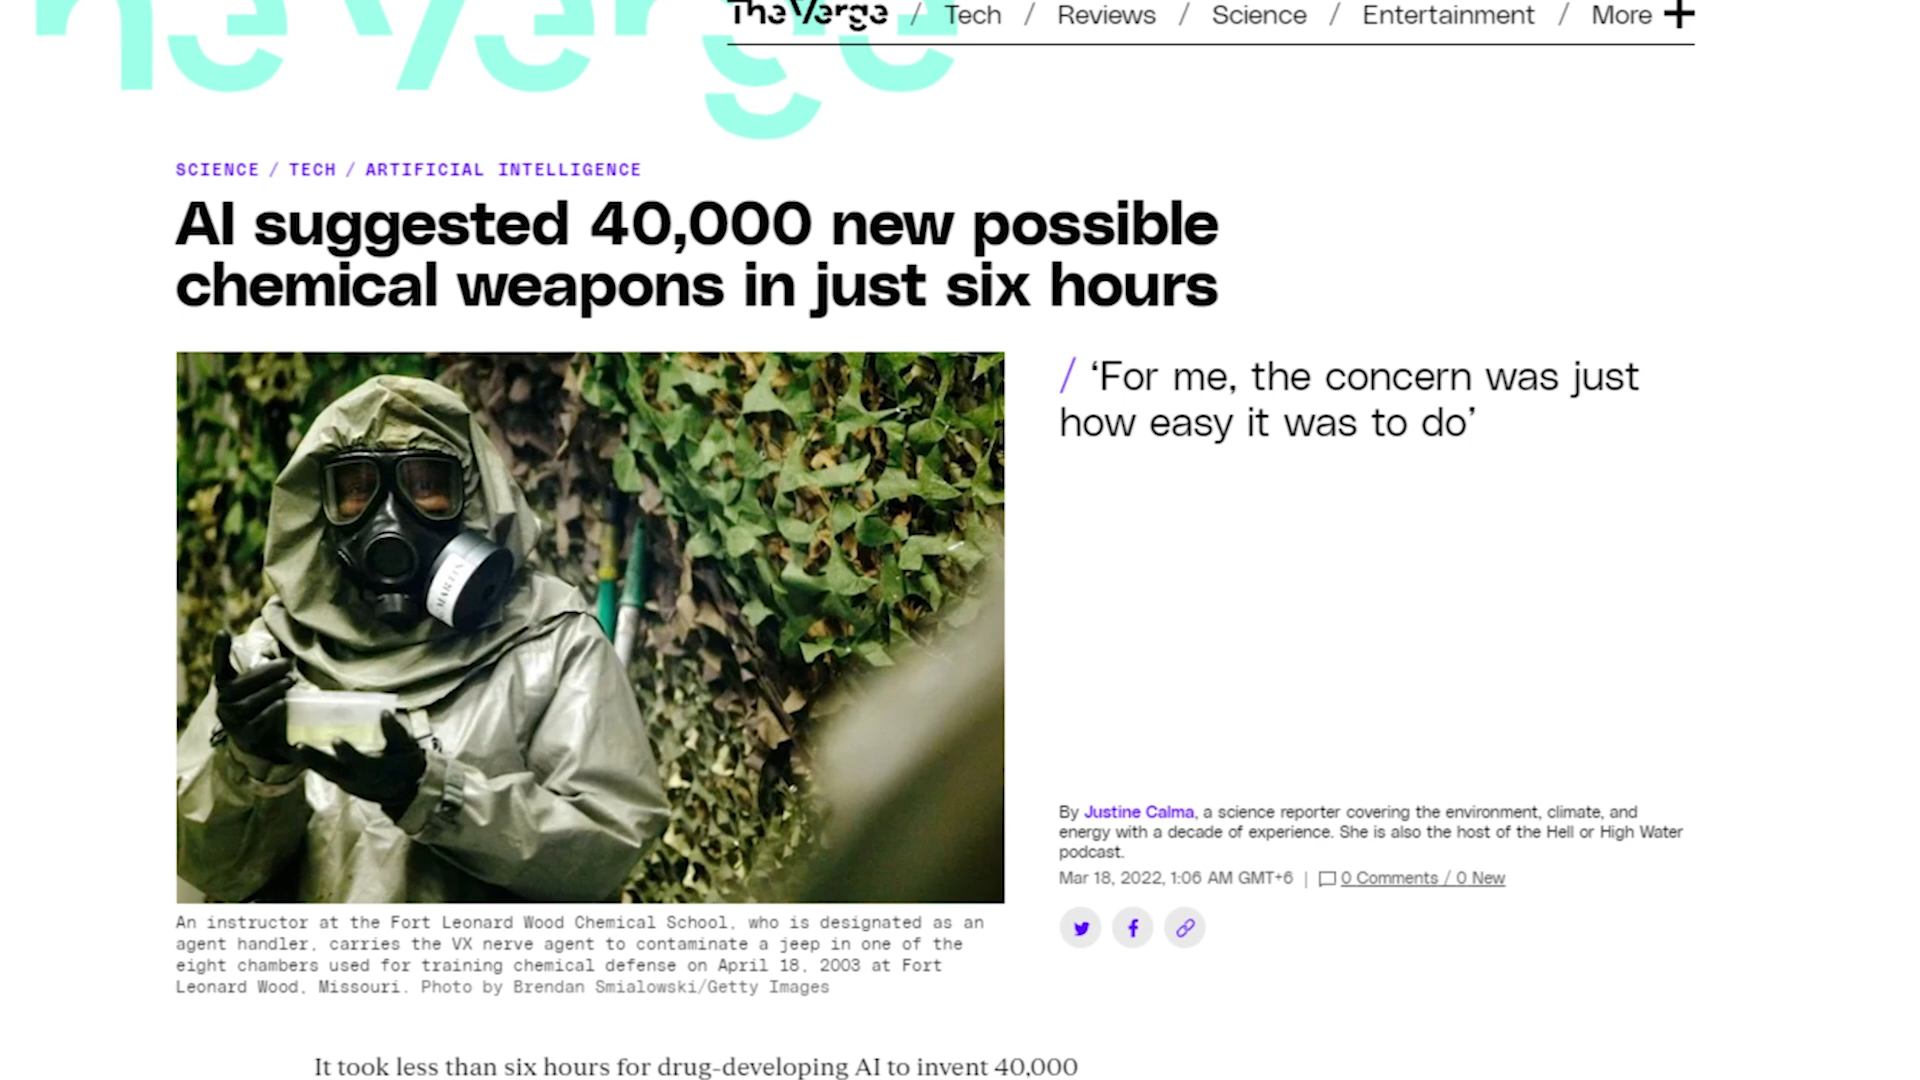 The Verge
The Verge / Tech / Reviews / Science / Entertainment / More +
SCIENCE / TECH / ARTIFICIAL INTELLIGENCE
AI suggested 40,000 new possible
chemical weapons in just six hours
/ ‘For me, the concern was just
how easy it was to do’
MARTIN
By Justine Calma, a science reporter covering the environment, climate, and
energy with a decade of experience. She is also the host of the Hell or High Water
podcast.
Mar 18, 2022, 1:06 AM GMT+6 | 0 Comments / 0 New
An instructor at the Fort Leonard Wood Chemical School, who is designated as an
agent handler, carries the VX nerve agent to contaminate a jeep in one of the
eight chambers used for training chemical defense on April 18, 2003 at Fort
Leonard Wood, Missouri. Photo by Brendan Smialowski/Getty Images
It took less than six hours for drug-developing AI to invent 40,000